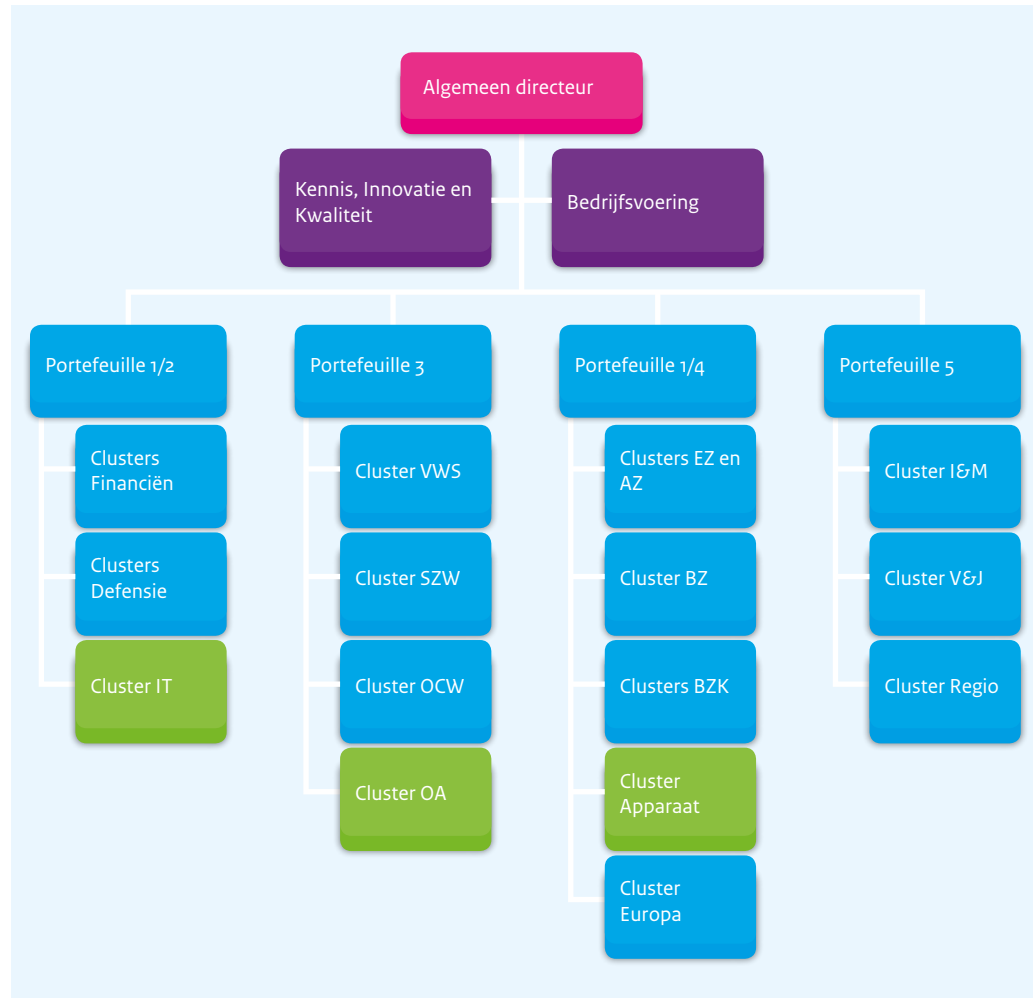 Algemeen directeur
Kennis, Innovatie en
Kwaliteit
Bedrijfsvoering
Portefeuille 1/2
Clusters
Financiën
Clusters
Defensie
Cluster IT
Portefeuille 3
Cluster VWS
Cluster SZW
Cluster OCW
Cluster OA
Portefeuille 1/4
Clusters EZ en
AZ
Cluster BZ
Clusters BZK
Cluster
Apparaat
Cluster
Europa
Portefeuille 5
Cluster I&M
Cluster V&J
Cluster Regio